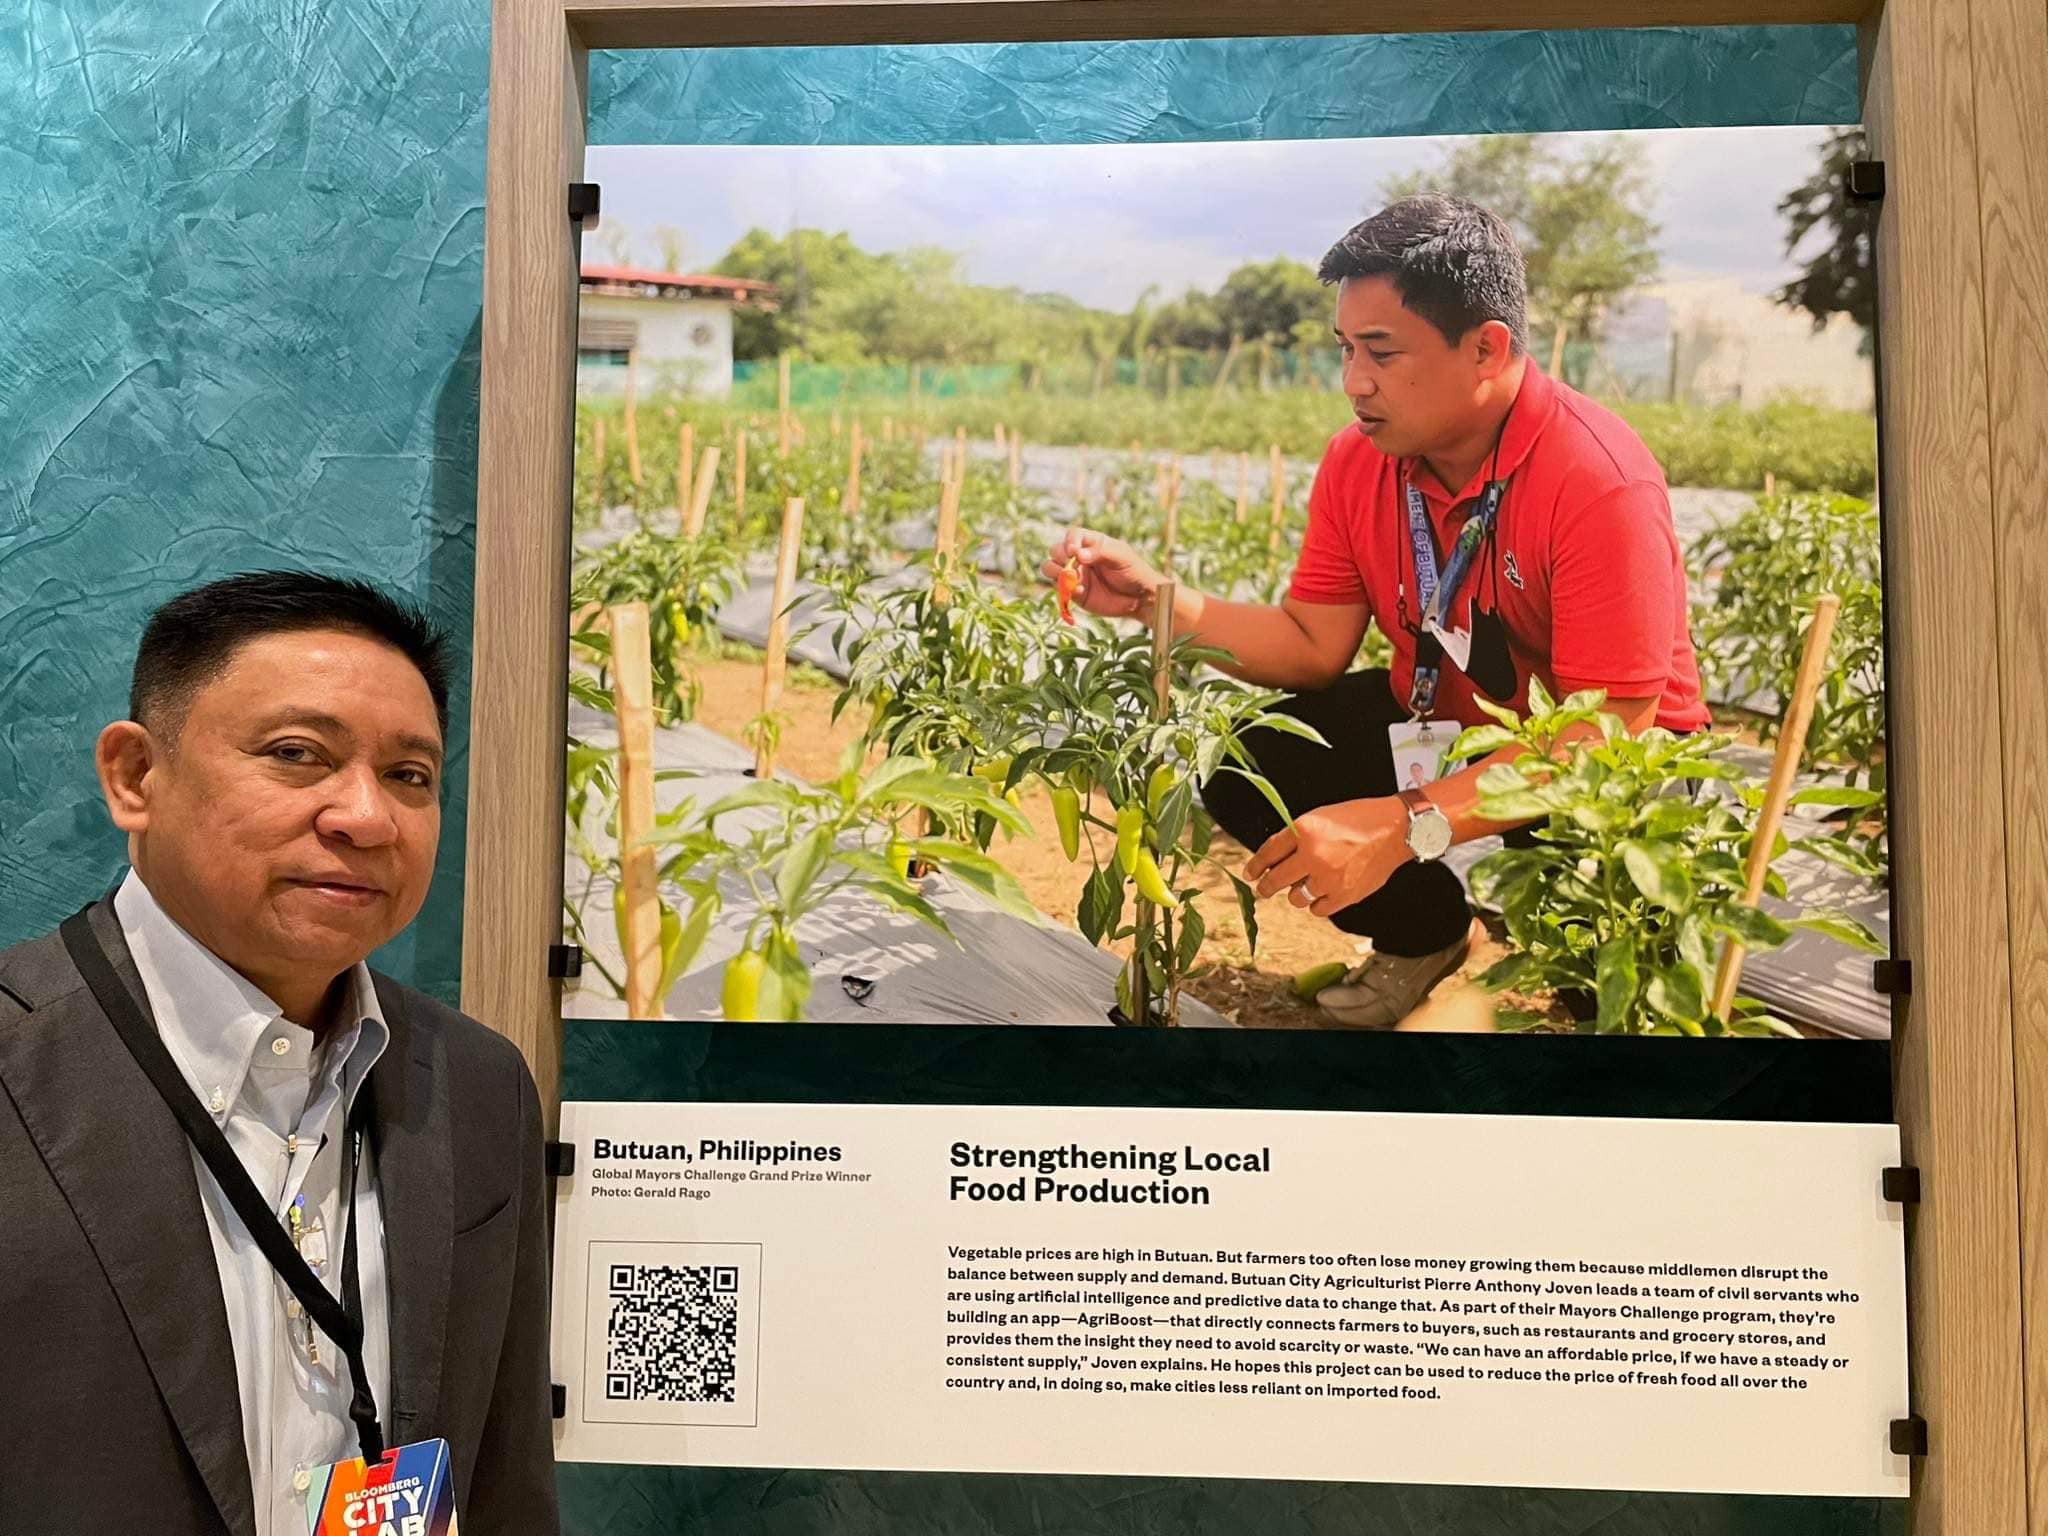 Butuan, Philippines
Global Mayors Challenge Grand Prize Winner
Photo: Gerald Rago
Strengthening Local
Food Production
Vegetable prices are high in Butuan. But farmers too often lose money growing them because middlemen disrupt the
balance between supply and demand. Butuan City Agriculturist Pierre Anthony Joven leads a team of civil servants who
are using artificial intelligence and predictive data to change that. As part of their Mayors Challenge program, they're
building an app—AgriBoost—that directly connects farmers to buyers, such as restaurants and grocery stores, and
provides them the insight they need to avoid scarcity or waste. “We can have an affordable price, if we have a steady or
consistent supply,” Joven explains. He hopes this project can be used to reduce the price of fresh food all over the
country and, in doing so, make cities less reliant on imported food.
BLOOMBERG
CITY
LAB